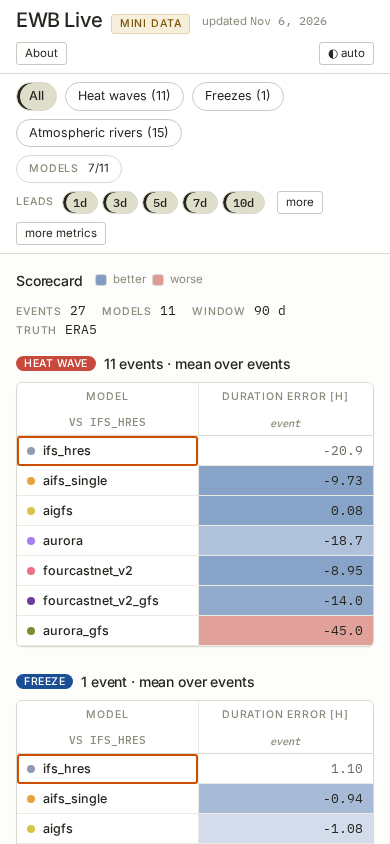 EWB Live MINI DATA updated Nov 6, 2026
About ◐ auto
All Heat waves (11) Freezes (1)
Atmospheric rivers (15)
MODELS 7/11
LEADS 1d 3d 5d 7d 10d more
more metrics
Scorecard better worse
EVENTS 27 MODELS 11 WINDOW 90 d
TRUTH ERA5
HEAT WAVE 11 events · mean over events
MODEL DURATION ERROR [H]
VS IFS_HRES event
ifs_hres -20.9
aifs_single -9.73
aigfs 0.08
aurora -18.7
fourcastnet_v2 -8.95
fourcastnet_v2_gfs -14.0
aurora_gfs -45.0
FREEZE 1 event · mean over events
MODEL DURATION ERROR [H]
VS IFS_HRES event
ifs_hres 1.10
aifs_single -0.94
aigfs -1.08